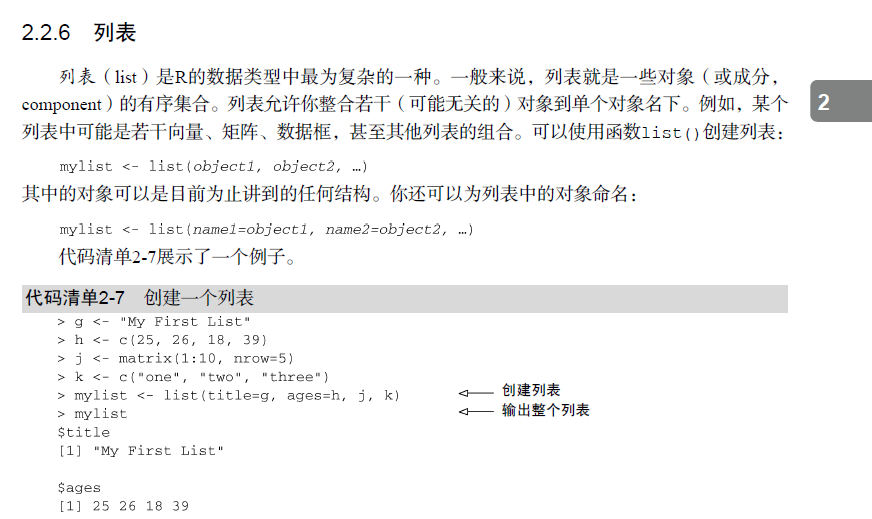 2.2.6 列表
列表（list）是R的数据类型中最为复杂的一种。一般来说，列表就是一些对象（或成分，
component）的有序集合。列表允许你整合若干（可能无关的）对象到单个对象名下。例如，某个
2
列表中可能是若干向量、矩阵、数据框，甚至其他列表的组合。可以使用函数list()创建列表：
mylist <- list(object1, object2, …)
其中的对象可以是目前为止讲到的任何结构。你还可以为列表中的对象命名：
mylist <- list(name1=object1, name2=object2, …)
代码清单2-7展示了一个例子。
代码清单2-7 创建一个列表
> g <- "My First List"
> h <- c(25, 26, 18, 39)
> j <- matrix(1:10, nrow=5)
> k <- c("one", "two", "three")
> mylist <- list(title=g, ages=h, j, k) 创建列表
> mylist 输出整个列表
$title
[1] "My First List"
$ages
[1] 25 26 18 39